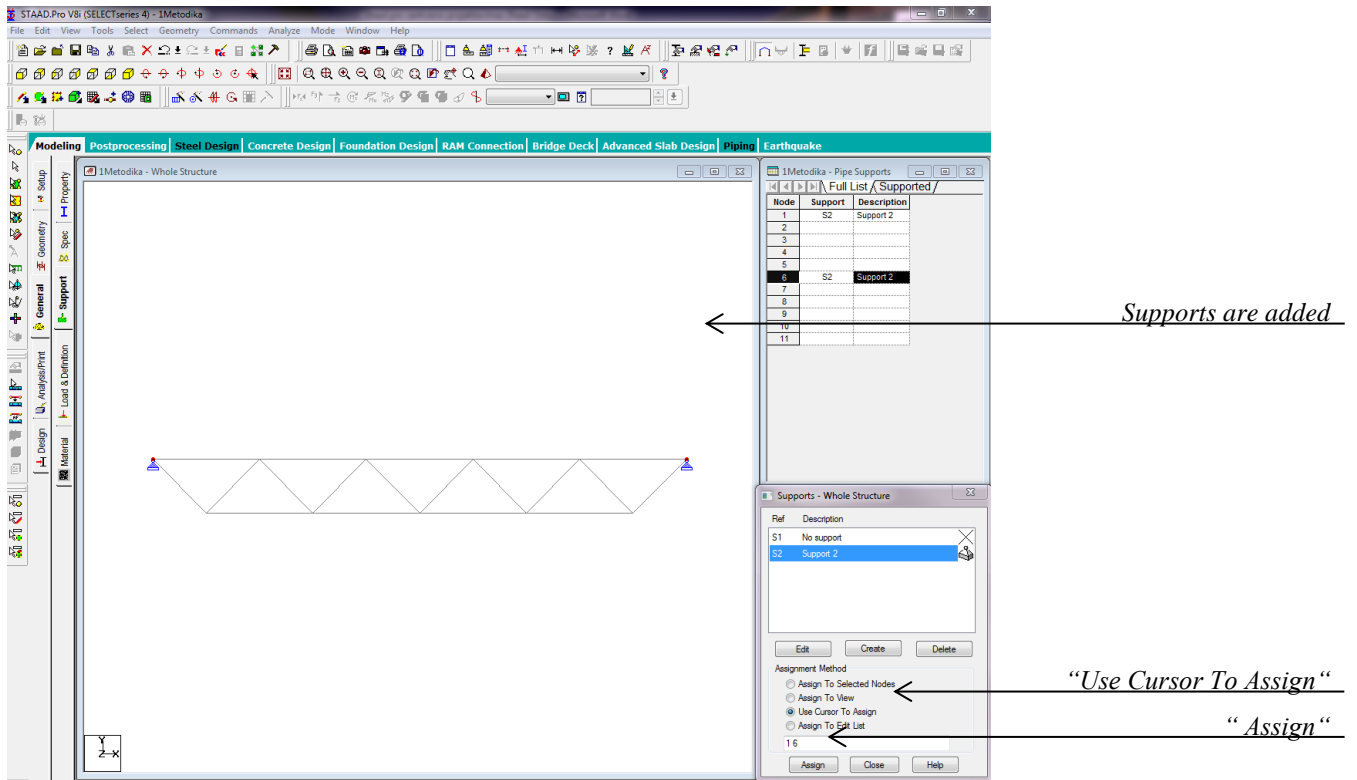 STAAD.Pro V8i (SELECTseries 4) - 1Metodika
File Edit View Tools Select Geometry Commands Analyze Mode Window Help
Modeling Postprocessing Steel Design Concrete Design Foundation Design RAM Connection Bridge Deck Advanced Slab Design Piping Earthquake
Setup
Geometry
General
Analysis/Print
Design
Property
Spec
Support
Load & Definition
Material
1Metodika - Whole Structure
Y
Z X
1Metodika - Pipe Supports
Full List Supported
Node Support Description
1 S2 Support 2
2
3
4
5
6 S2 Support 2
7
8
9
10
11
Supports are added
Supports - Whole Structure
Ref Description
S1 No support
S2 Support 2
Edit Create Delete
Assignment Method
Assign To Selected Nodes
Assign To View
Use Cursor To Assign
Assign To Edit List
1 6
Assign Close Help
“Use Cursor To Assign“
“ Assign“